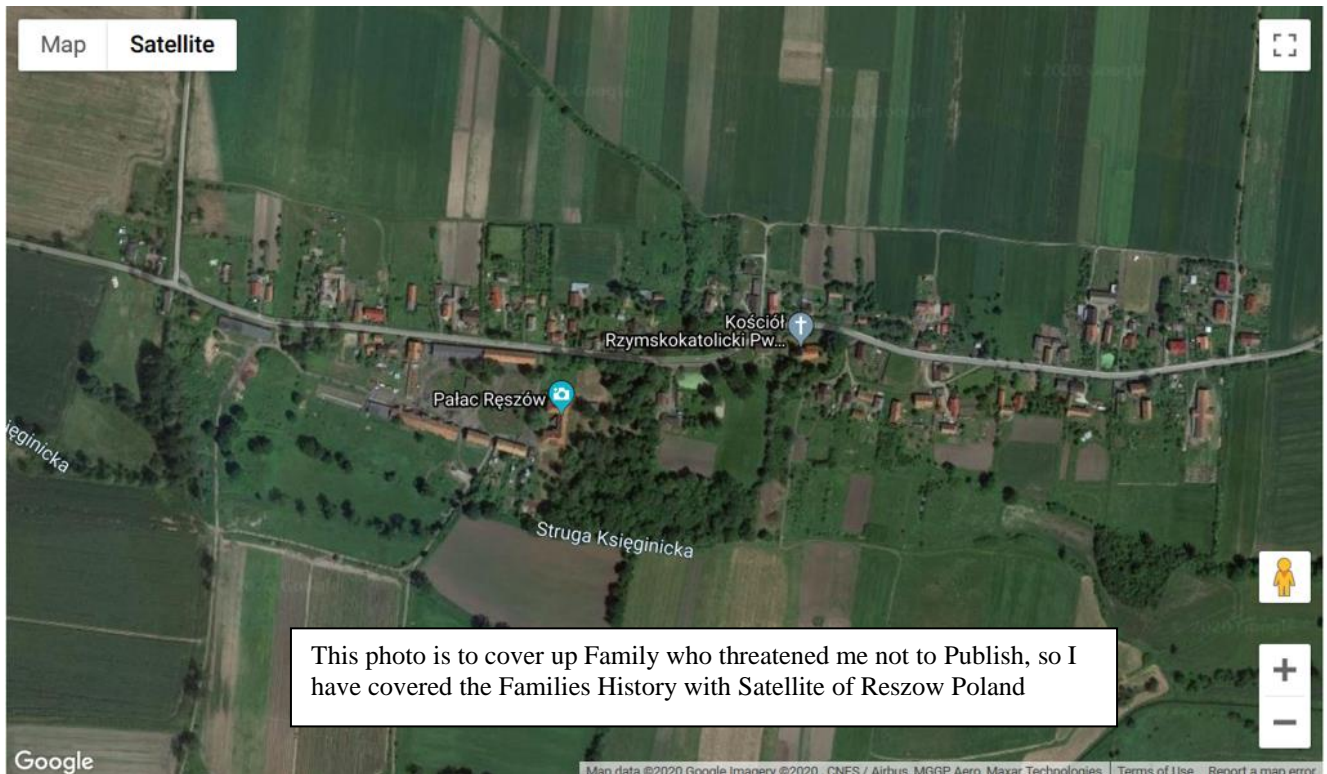 Map Satellite
Kościół
Rzymskokatolicki Pw...
Pałac Ręszów
ięginicka
Struga Księginicka
This photo is to cover up Family who threatened me not to Publish, so I
have covered the Families History with Satellite of Reszow Poland
Google
Map data ©2020 Google Imagery ©2020 , CNES / Airbus, MGGP Aero, Maxar Technologies Terms of Use Report a map error